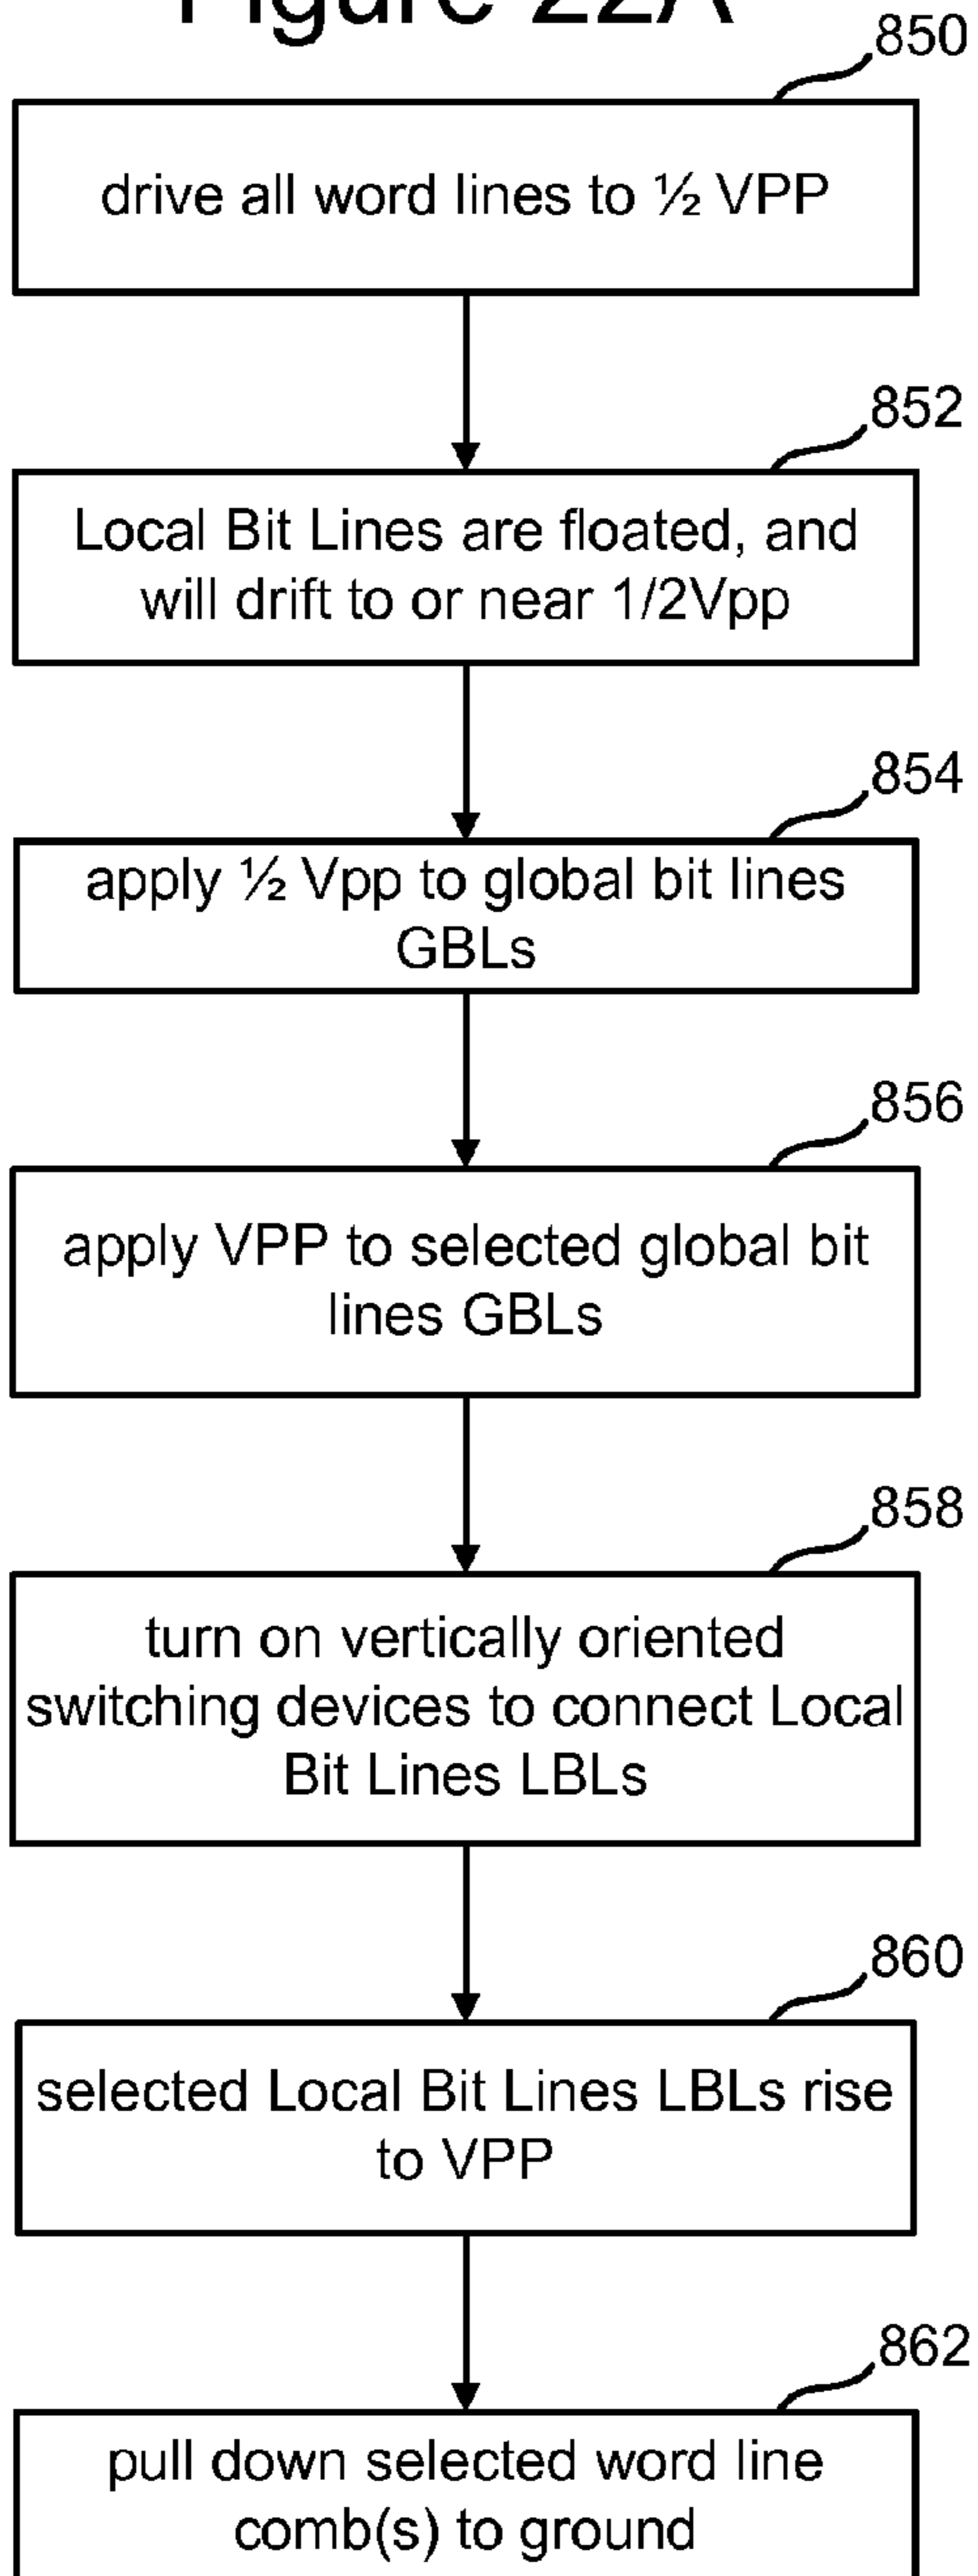 Figure 22A
850
drive all word lines to ½ VPP
852
Local Bit Lines are floated, and
will drift to or near 1/2Vpp
854
apply ½ Vpp to global bit lines
GBLs
856
apply VPP to selected global bit
lines GBLs
858
turn on vertically oriented
switching devices to connect Local
Bit Lines LBLs
860
selected Local Bit Lines LBLs rise
to VPP
862
pull down selected word line
comb(s) to ground